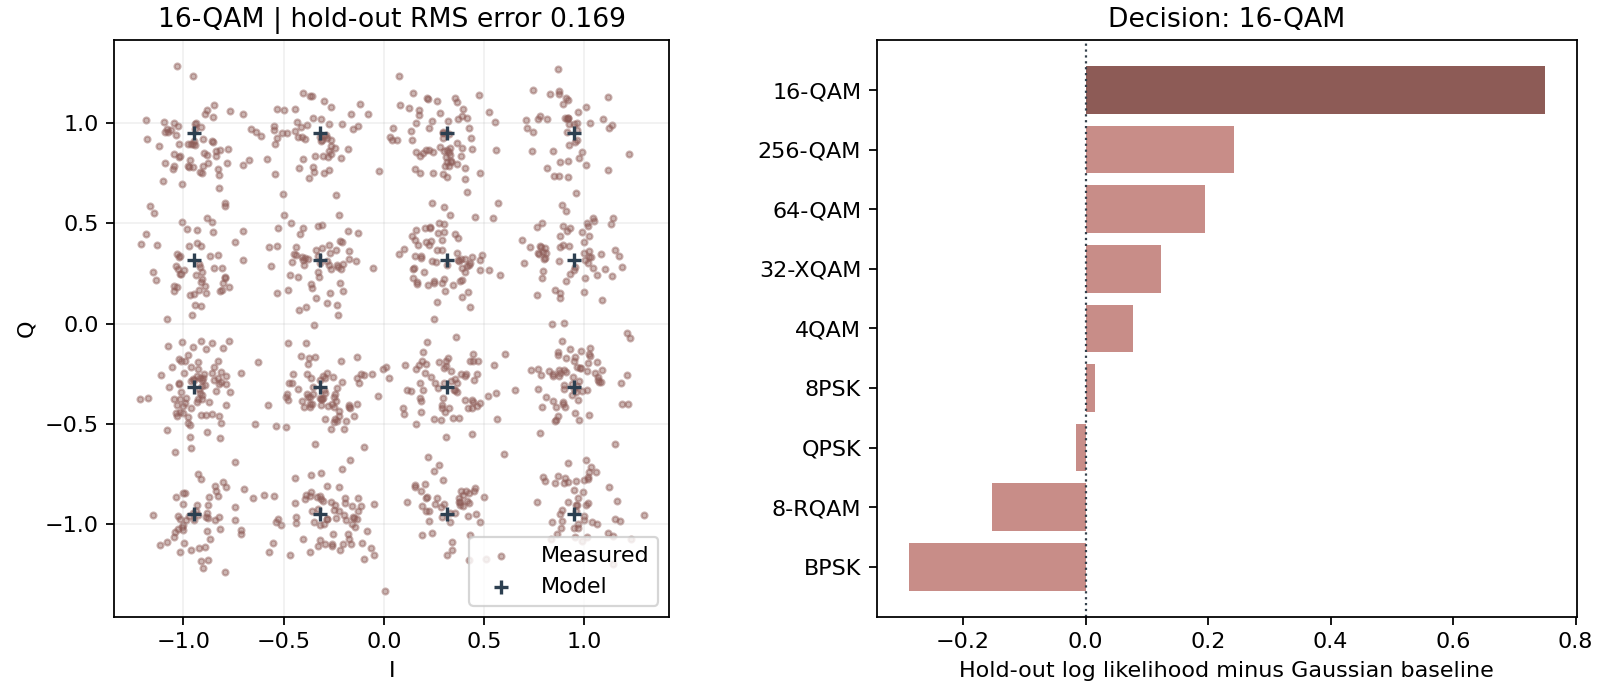 16-QAM | hold-out RMS error 0.169
Q
1.0
0.5
0.0
−0.5
−1.0
−1.0
−0.5
0.0
0.5
1.0
I
Measured
Model
Decision: 16-QAM
16-QAM
256-QAM
64-QAM
32-XQAM
4QAM
8PSK
QPSK
8-RQAM
BPSK
−0.2
0.0
0.2
0.4
0.6
0.8
Hold-out log likelihood minus Gaussian baseline